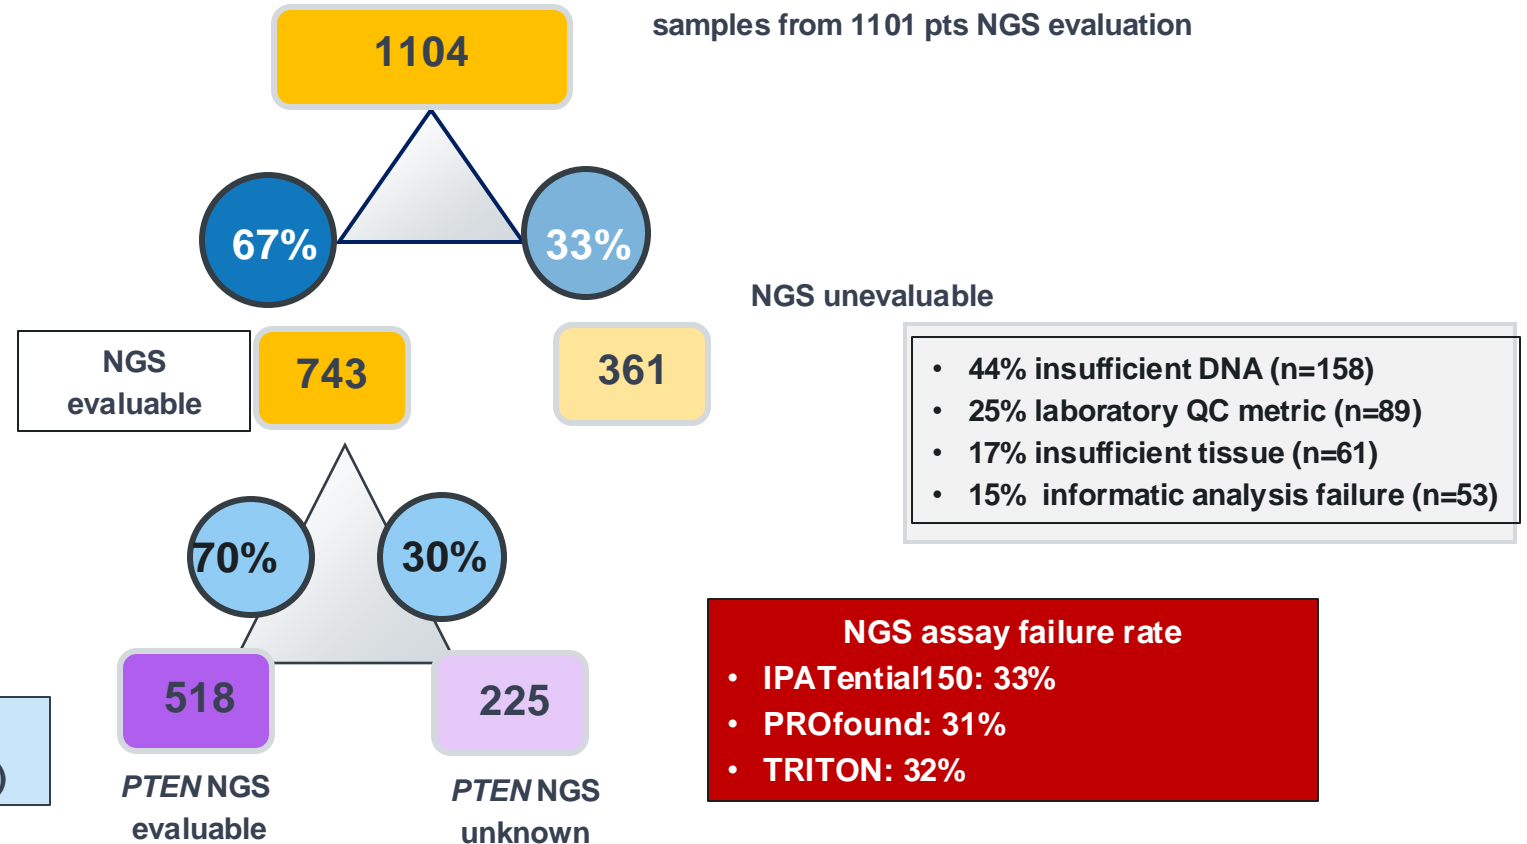 1104
samples from 1101 pts NGS evaluation
67%
33%
NGS unevaluable
NGS
evaluable
743
361
• 44% insufficient DNA (n=158)
• 25% laboratory QC metric (n=89)
• 17% insufficient tissue (n=61)
• 15% informatic analysis failure (n=53)
70%
30%
NGS assay failure rate
• IPATential150: 33%
• PROfound: 31%
• TRITON: 32%
518
225
)
PTEN NGS
evaluable
PTEN NGS
unknown